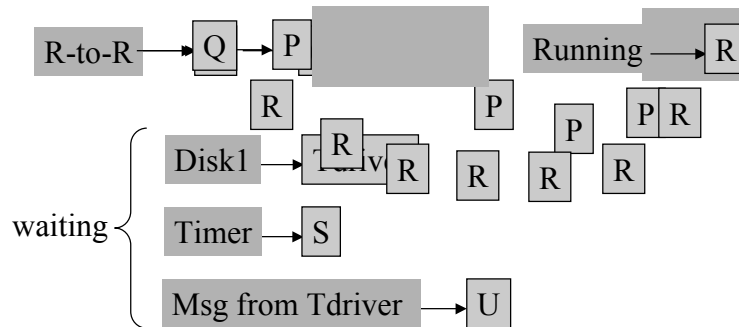 R-to-R Q P Running R
R P P R
P
R
Disk1 R R R R R
waiting
Timer S
Msg from Tdriver U